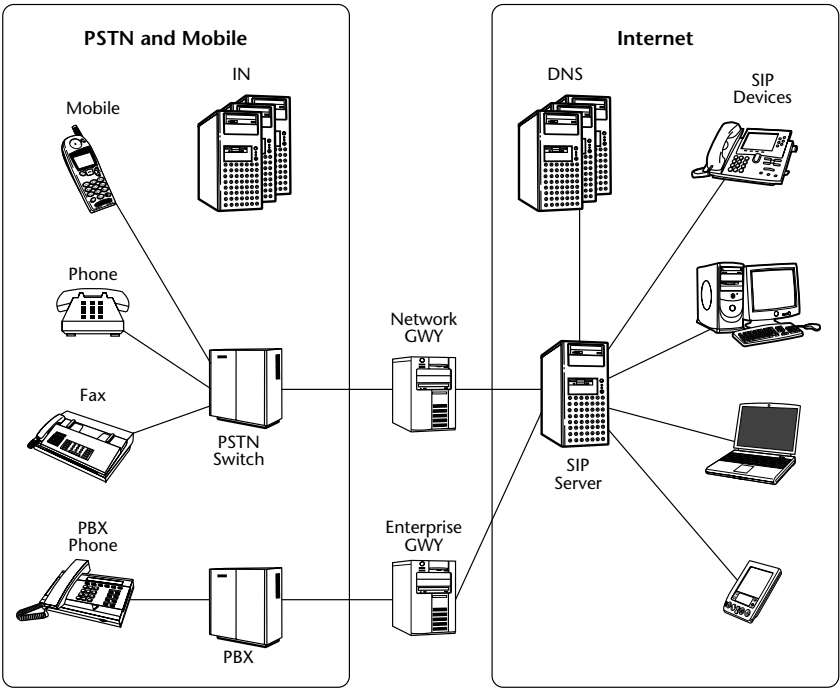 PSTN and Mobile
Internet
IN
DNS
SIP
Devices
Mobile
Phone
Network
GWY
Fax
PSTN
Switch
SIP
Server
PBX
Phone
Enterprise
GWY
PBX